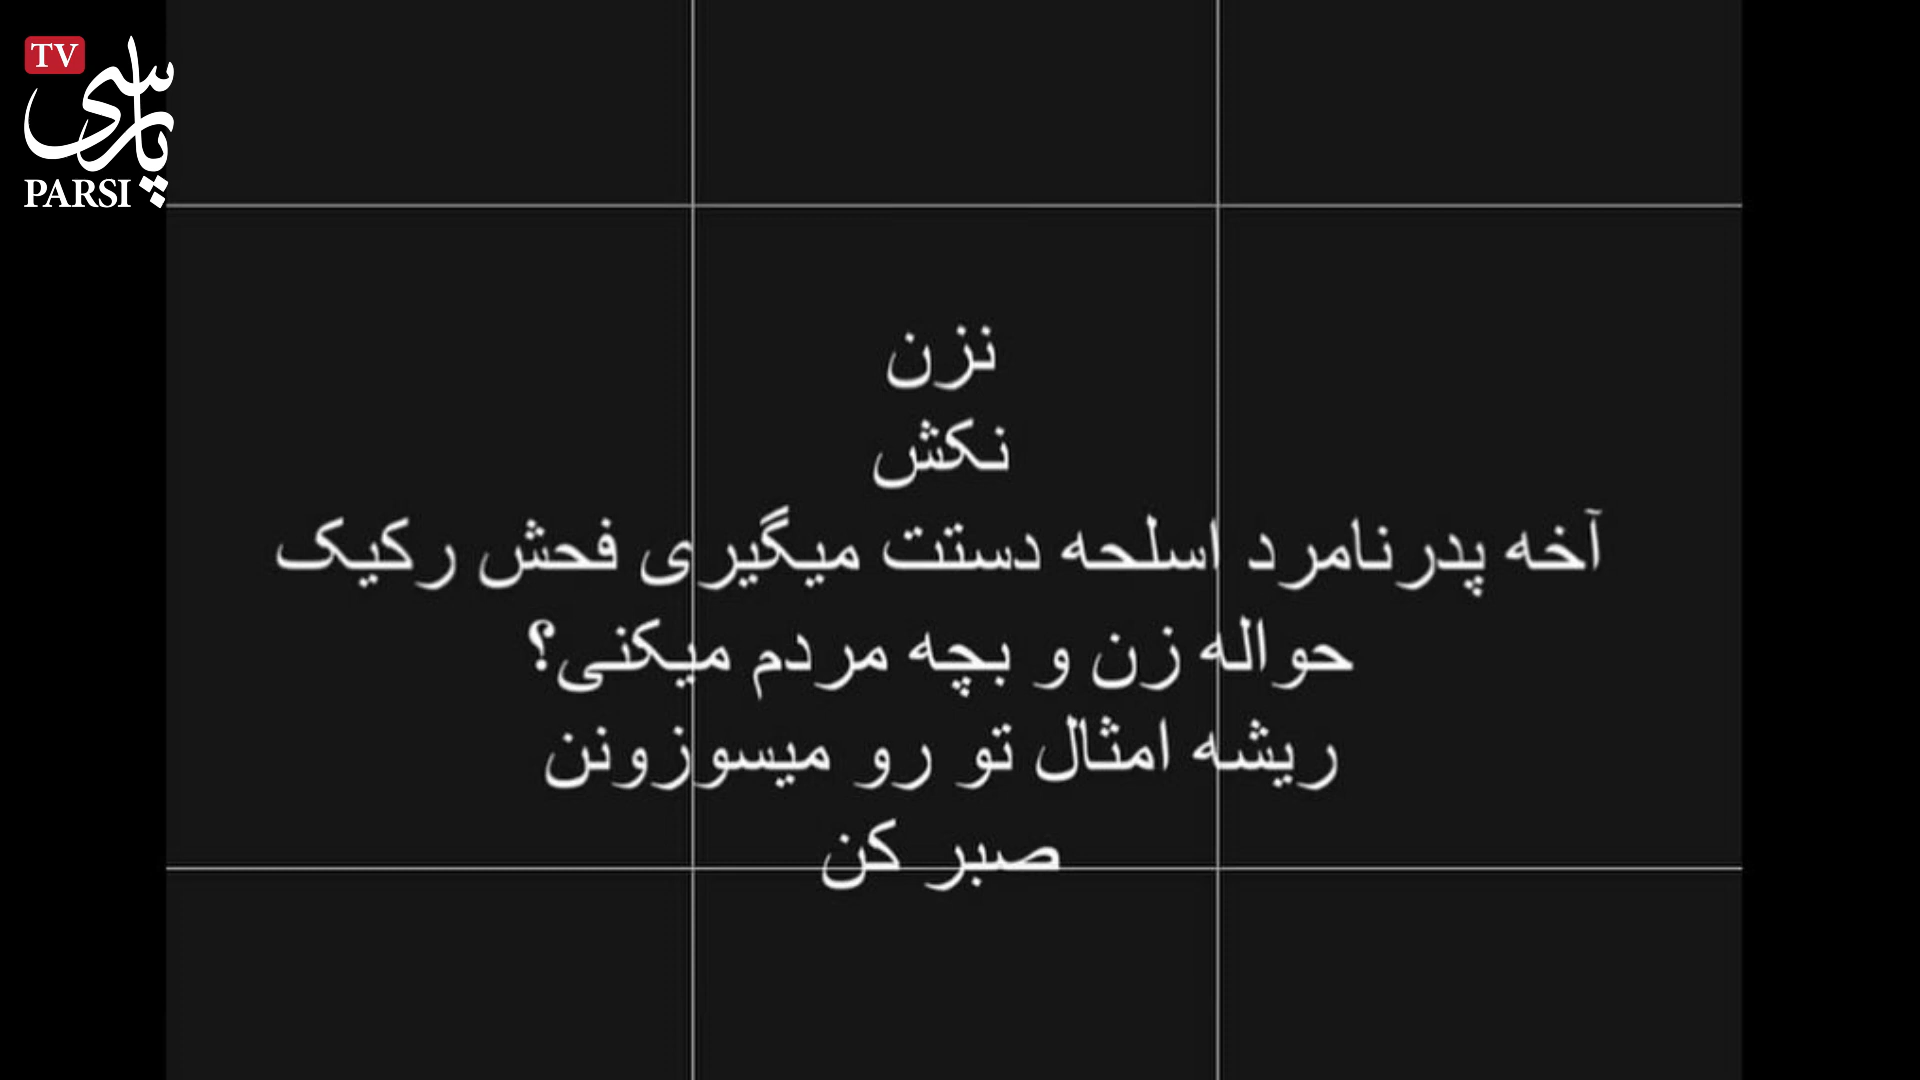 TV
پارسی
PARSI
نزن
نکش
آخه پدرنامرد اسلحه دستت میگیری فحش رکیک
حواله زن و بچه مردم میکنی؟
ریشه امثال تو رو میسوزونن
صبر کن